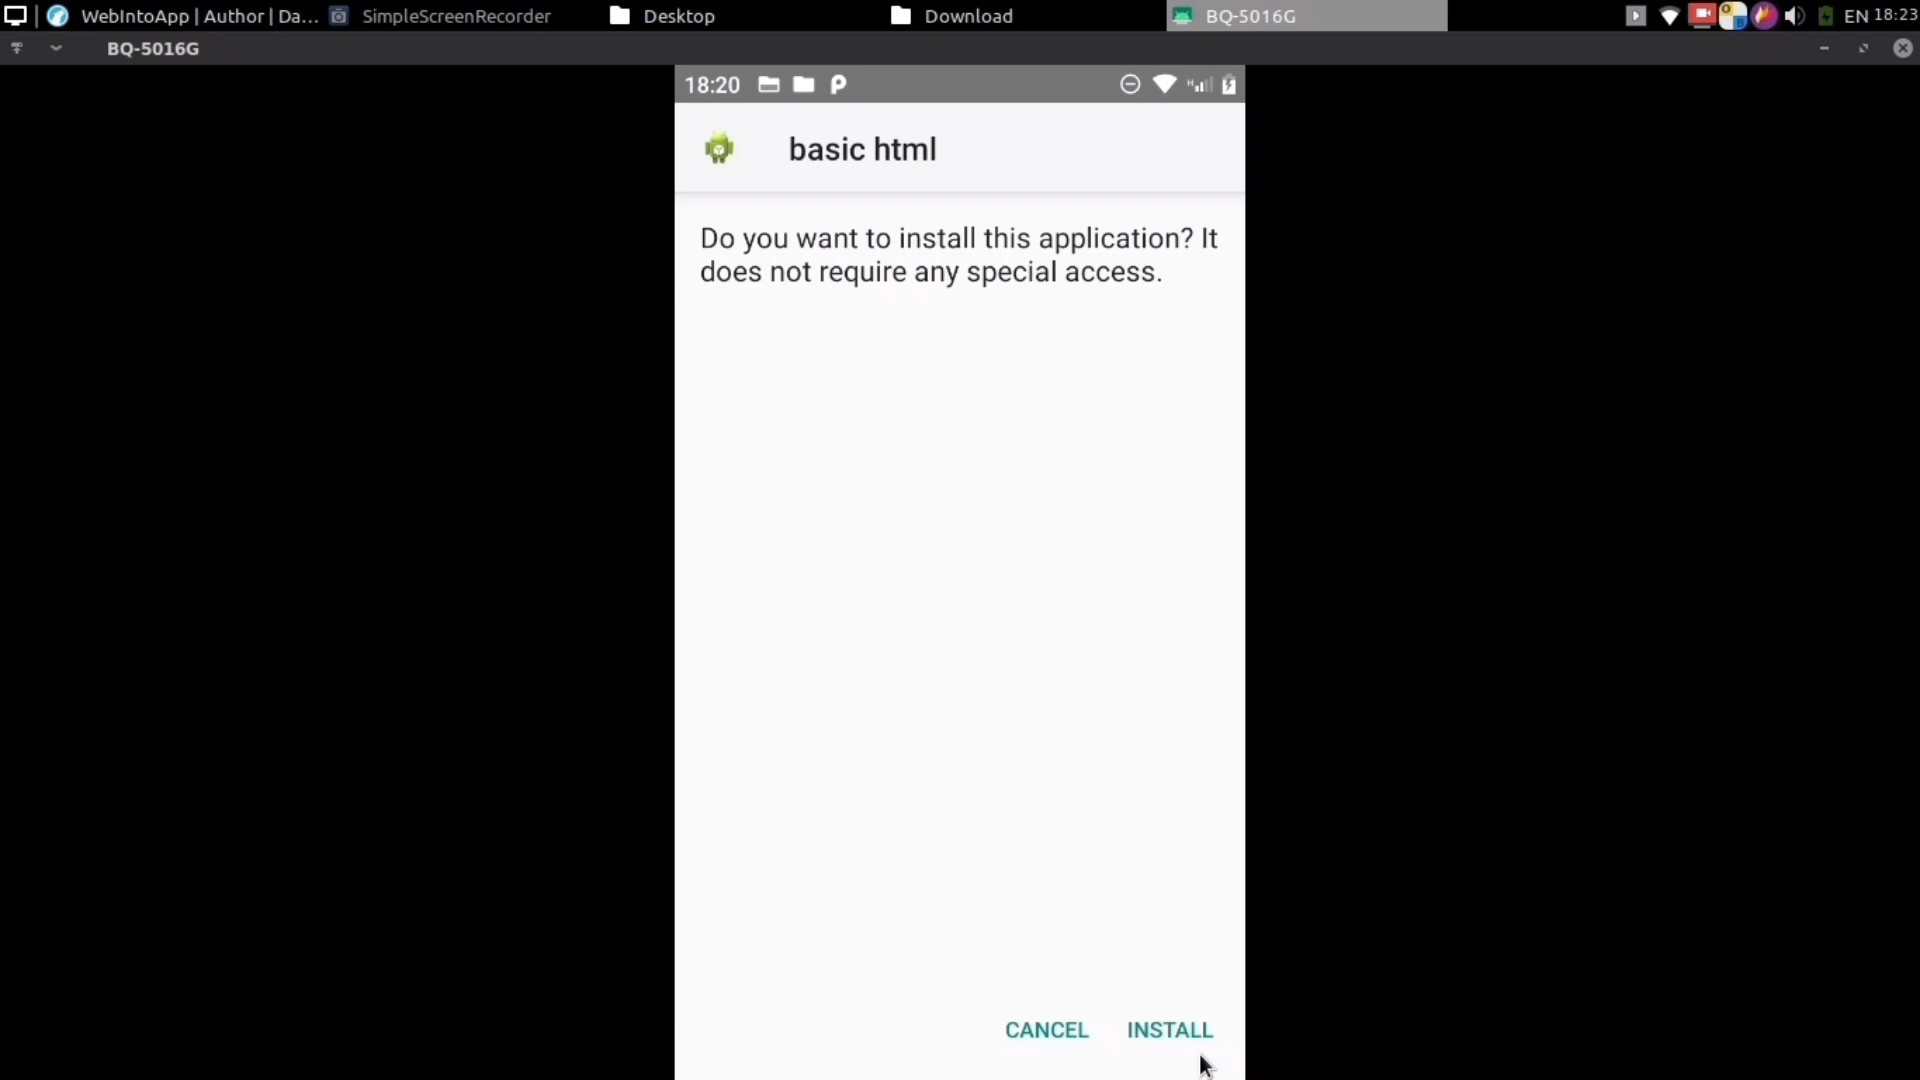 WebIntoApp | Author | Da...
SimpleScreenRecorder
Desktop
Download
BQ-5016G
EN 18:23
BQ-5016G
18:20
basic html
Do you want to install this application? It
does not require any special access.
CANCEL INSTALL